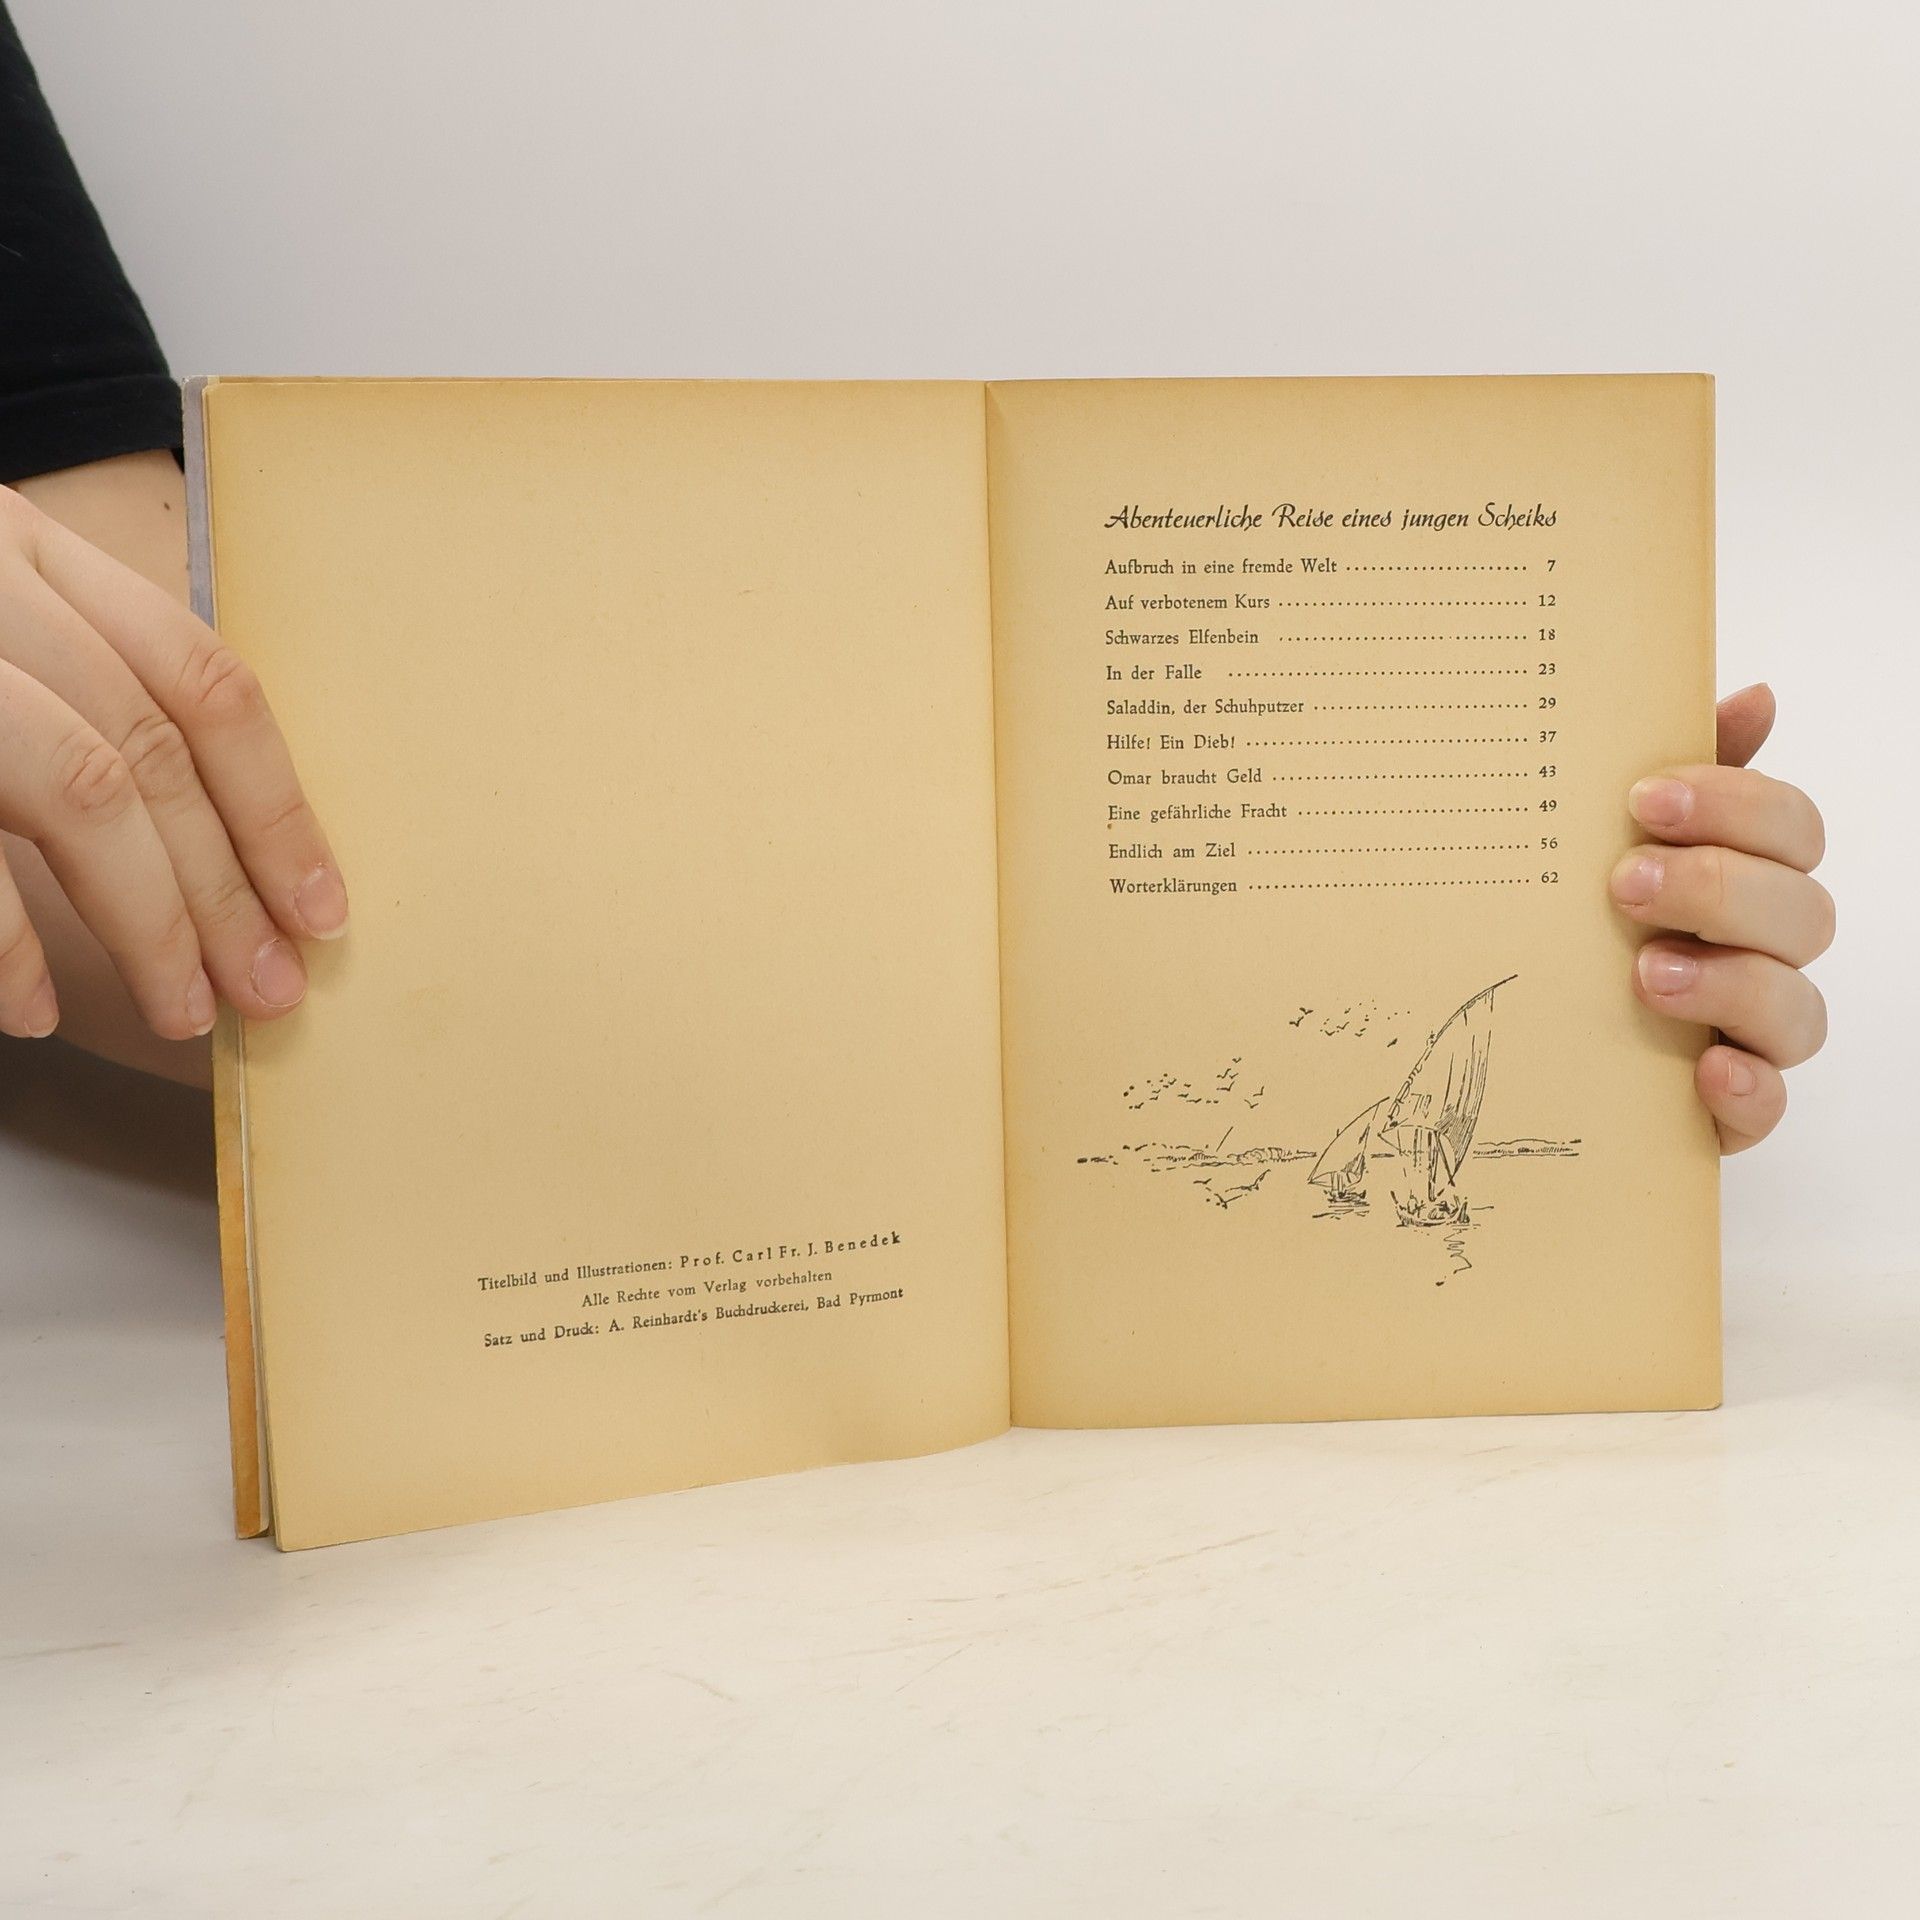 Titelbild und Illustrationen: Prof. Carl Fr. J. Benedek
Alle Rechte vom Verlag vorbehalten
Satz und Druck: A. Reinhardt's Buchdruckerei, Bad Pyrmont
Abenteuerliche Reise eines jungen Scheiks
Aufbruch in eine fremde Welt ...................... 7
Auf verbotenem Kurs .............................. 12
Schwarzes Elfenbein .............................. 18
In der Falle .................................... 23
Saladdin, der Schuhputzer .......................... 29
Hilfe! Ein Dieb! .................................. 37
Omar braucht Geld ............................... 43
Eine gefährliche Fracht ............................ 49
Endlich am Ziel .................................. 56
Worterklärungen .................................. 62